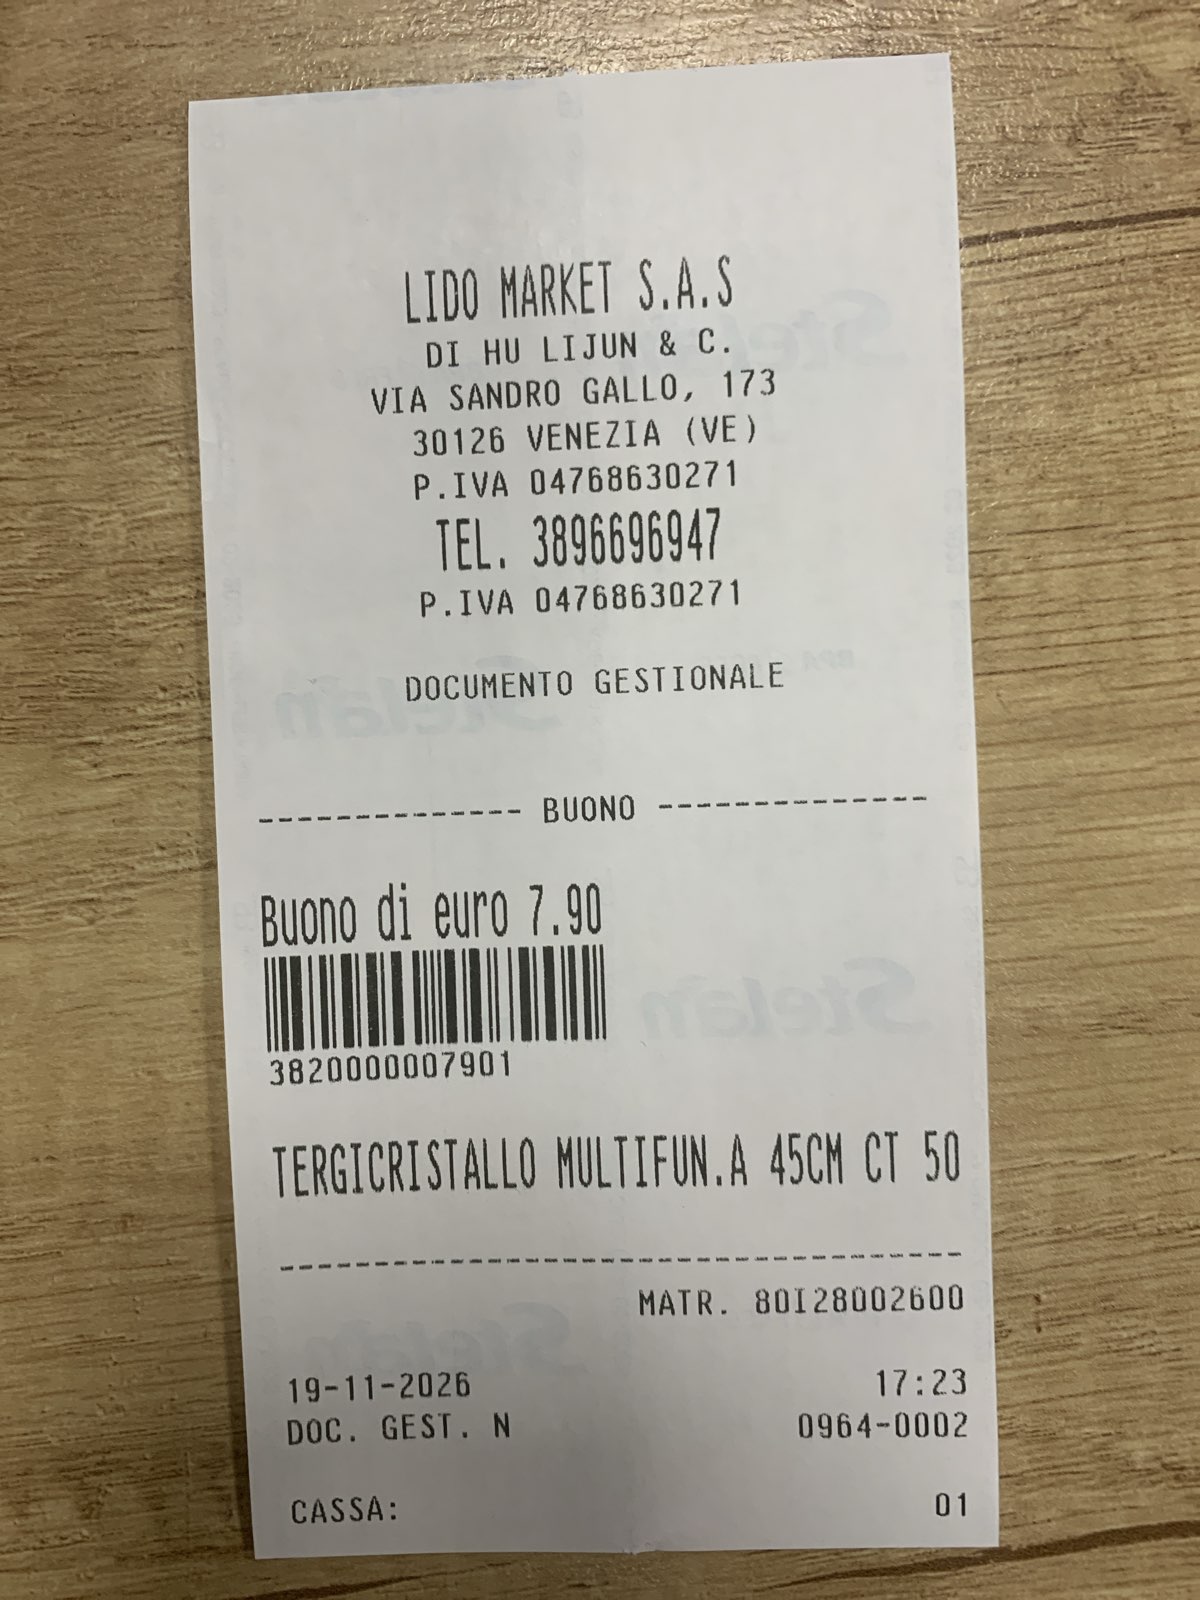 LIDO MARKET S.A.S
DI HU LIJUN & C.
VIA SANDRO GALLO, 173
30126 VENEZIA (VE)
P.IVA 04768630271
TEL. 3896696947
P.IVA 04768630271
DOCUMENTO GESTIONALE
-------------- BUONO --------------
Buono di euro 7.90
3820000007901
TERGICRISTALLO MULTIFUN.A 45CM CT 50
MATR. 80I28002600
19-11-2026 17:23
DOC. GEST. N 0964-0002
CASSA: 01